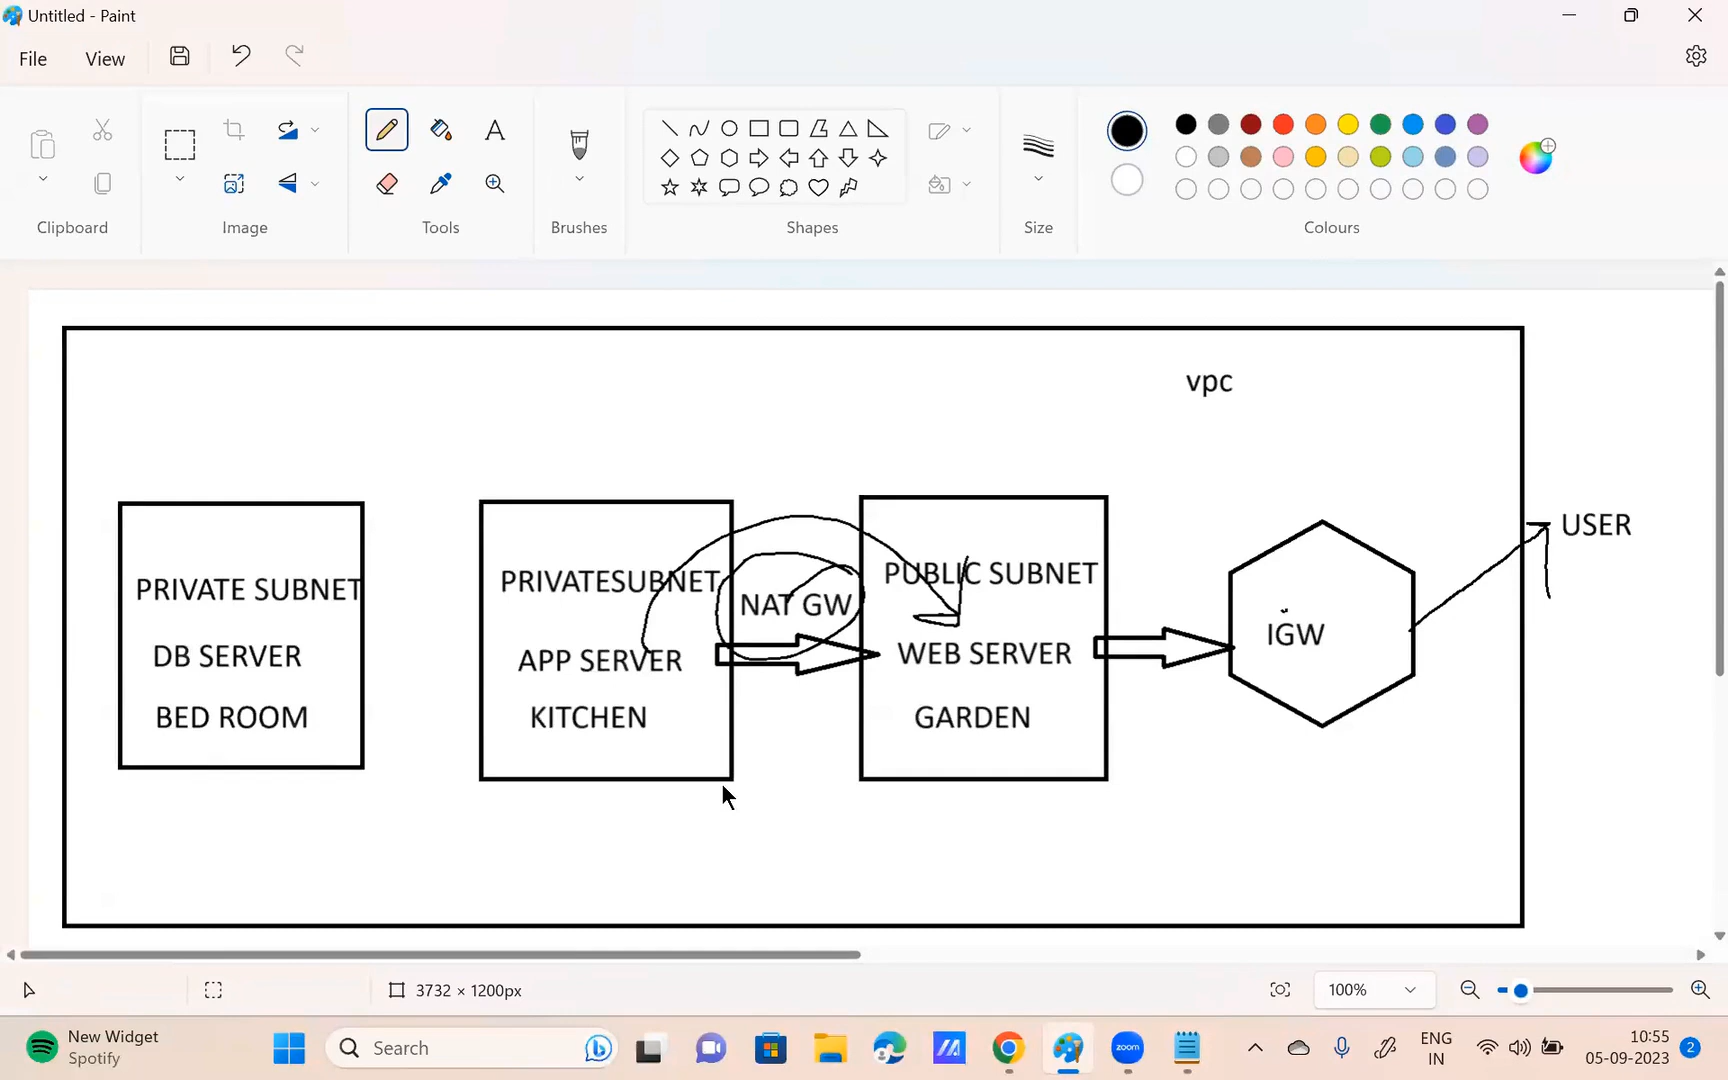 Untitled - Paint
File
View
Clipboard
Image
Tools
Brushes
Shapes
Size
Colours
vpc
USER
PRIVATE SUBNET
DB SERVER
BED ROOM
PRIVATESUBNET
APP SERVER
KITCHEN
NAT GW
PUBLIC SUBNET
WEB SERVER
GARDEN
IGW
3732 × 1200px
100%
New Widget
Spotify
Search
zoom
ENG
IN
10:55
05-09-2023
2